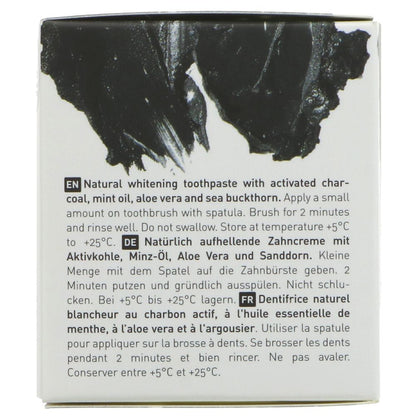 EN Natural whitening toothpaste with activated char-
coal, mint oil, aloe vera and sea buckthorn. Apply a small
amount on toothbrush with spatula. Brush for 2 minutes
and rinse well. Do not swallow. Store at temperature +5°C
to +25°C. DE Natürlich aufhellende Zahncreme mit
Aktivkohle, Minz-Öl, Aloe Vera und Sanddorn. Kleine
Menge mit dem Spatel auf die Zahnbürste geben. 2
Minuten putzen und gründlich ausspülen. Nicht schlu-
cken. Bei +5°C bis +25°C lagern. FR Dentifrice naturel
blancheur au charbon actif, à l'huile essentielle de
menthe, à l'aloe vera et à l'argousier. Utiliser la spatule
pour appliquer sur la brosse à dents. Se brosser les dents
pendant 2 minutes et bien rincer. Ne pas avaler.
Conserver entre +5°C et +25°C.